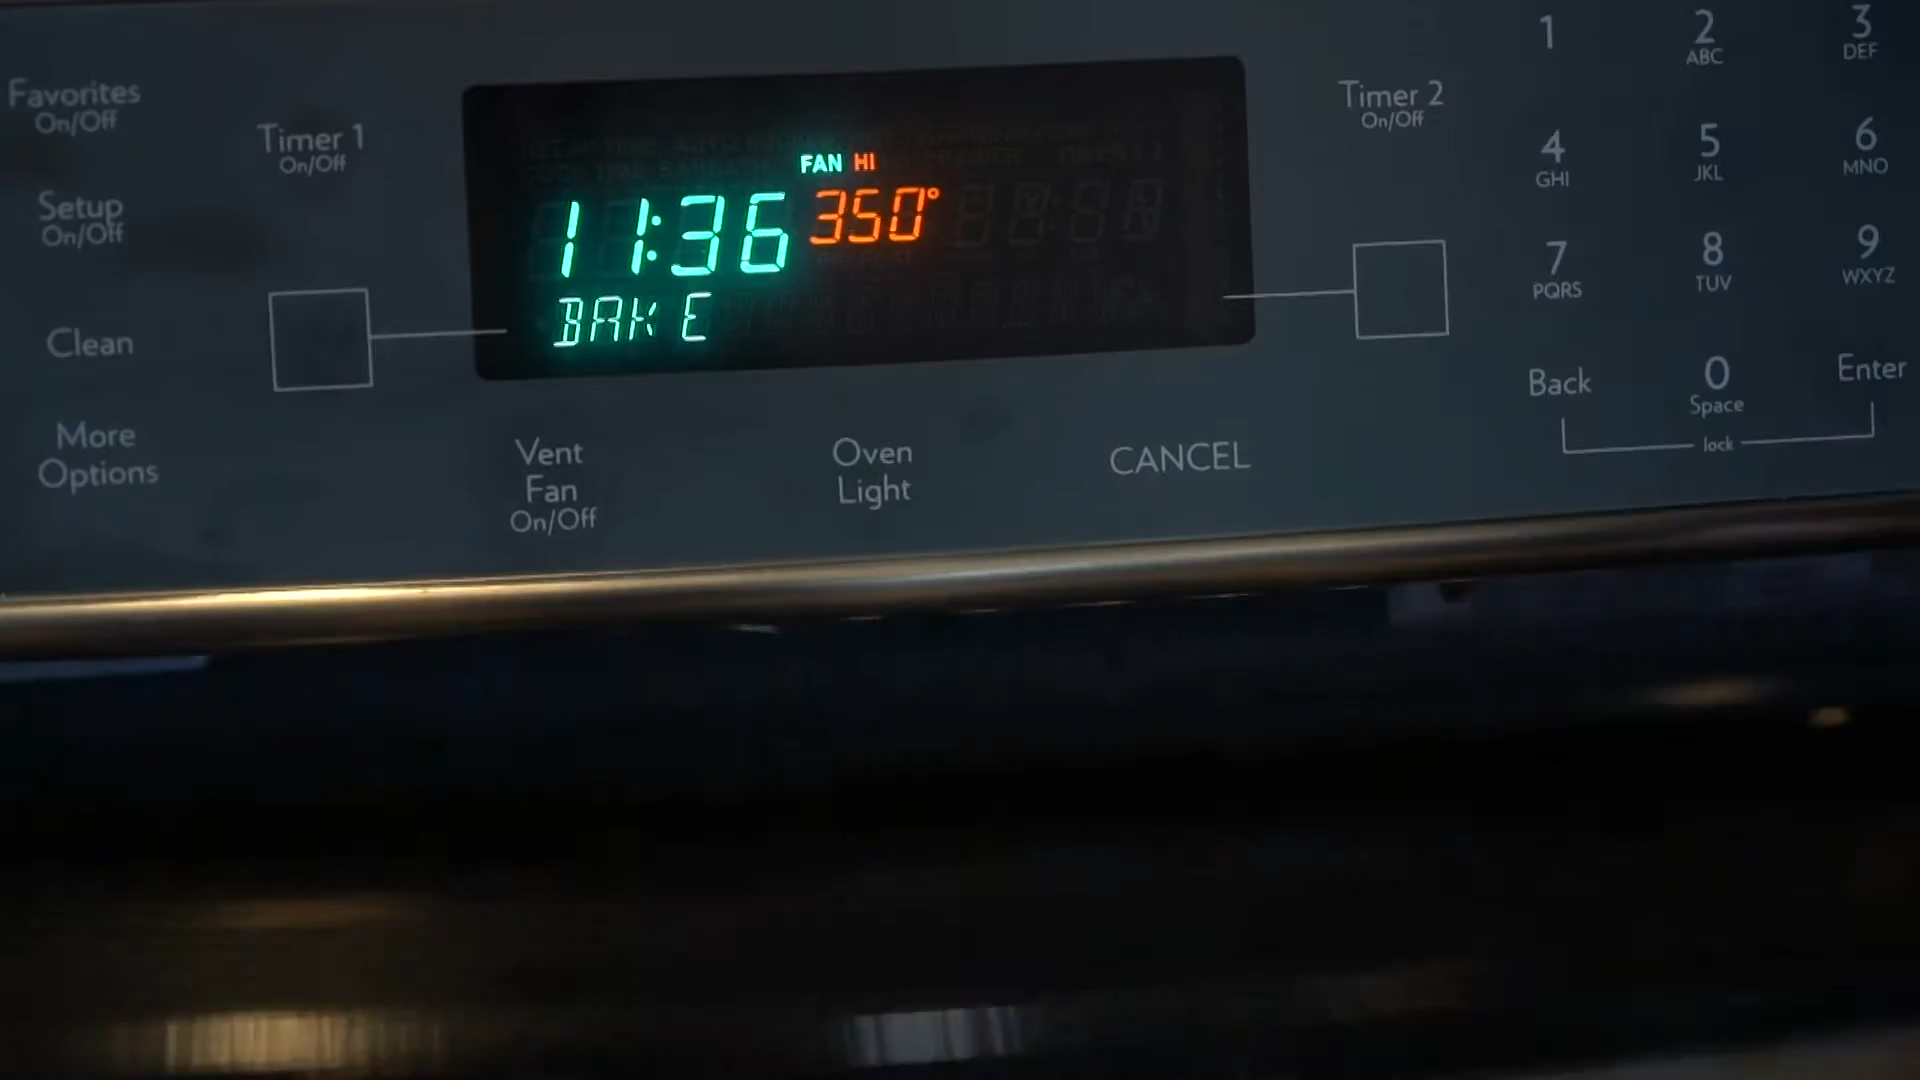 Favorites
On/Off
Setup
On/Off
Clean
More
Options
Timer 1
On/Off
FAN HI
11:36 350°
BAKE
Vent
Fan
On/Off
Oven
Light
CANCEL
Timer 2
On/Off
1
2
ABC
3
DEF
4
GHI
5
JKL
6
MNO
7
PQRS
8
TUV
9
WXYZ
Back
0
Space
Enter
lock